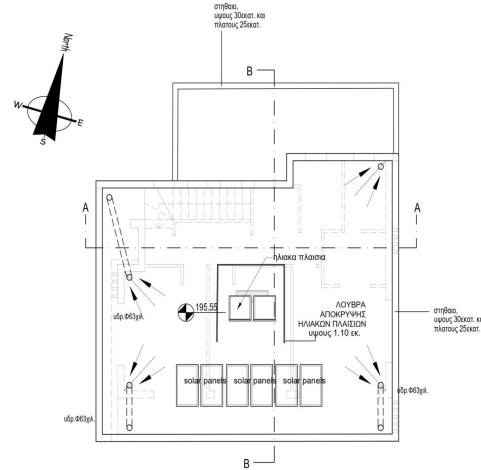 στηθαιο,
υψους 30εκατ. και
πλατους 25εκατ.
North
W
E
S
B
A
A
ηλιακα πλαισια
195.55
ΛΟΥΒΡΑ
ΑΠΟΚΡΥΨΗΣ
ΗΛΙΑΚΩΝ ΠΛΑΙΣΙΩΝ
υψους 1.10 εκ.
υδρ.Φ63χιλ.
στηθαιο,
υψους 30εκατ. κι
πλατους 25εκατ.
solar panels
solar panels
solar panels
υδρ.Φ63χιλ.
υδρ.Φ63χιλ.
B